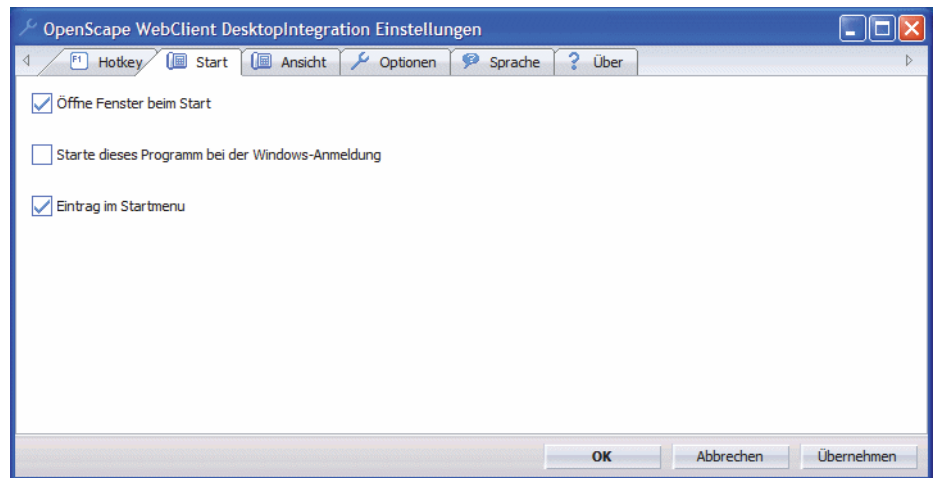 OpenScape WebClient DesktopIntegration Einstellungen
F1 Hotkey Start Ansicht Optionen Sprache ? Über
Öffne Fenster beim Start
Starte dieses Programm bei der Windows-Anmeldung
Eintrag im Startmenu
OK Abbrechen Übernehmen